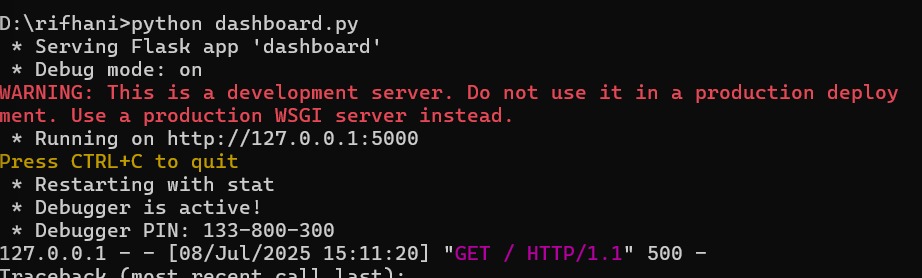 D:\rifhani>python dashboard.py
 * Serving Flask app 'dashboard'
 * Debug mode: on
WARNING: This is a development server. Do not use it in a production deploy
ment. Use a production WSGI server instead.
 * Running on http://127.0.0.1:5000
Press CTRL+C to quit
 * Restarting with stat
 * Debugger is active!
 * Debugger PIN: 133-800-300
127.0.0.1 - - [08/Jul/2025 15:11:20] "GET / HTTP/1.1" 500 -
Traceback (most recent call last):